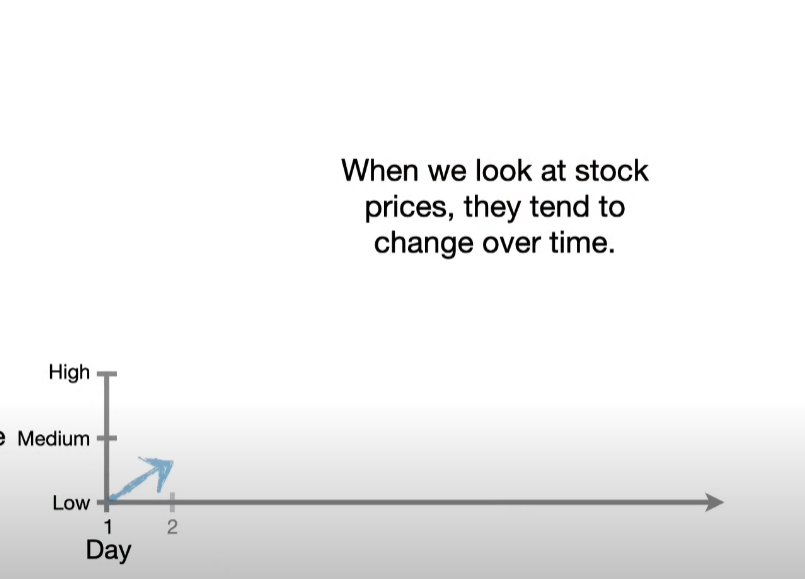 When we look at stock
prices, they tend to
change over time.
High
Medium
Low
1
2
Day